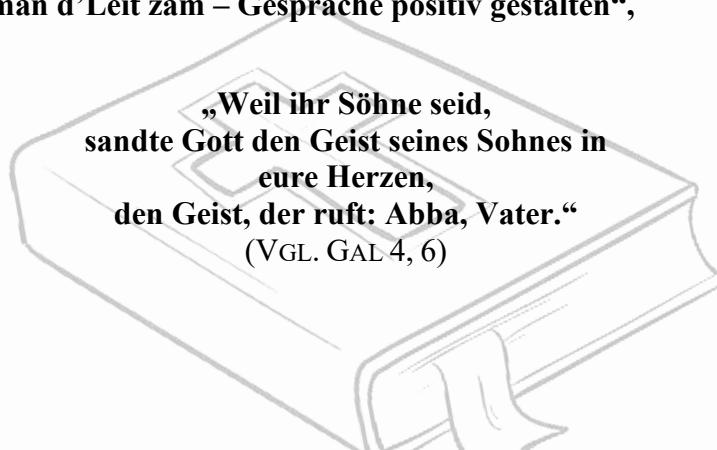 man d’Leit zam – Gespräche positiv gestalten“,
„Weil ihr Söhne seid,
sandte Gott den Geist seines Sohnes in
eure Herzen,
den Geist, der ruft: Abba, Vater.“
(VGL. GAL 4, 6)